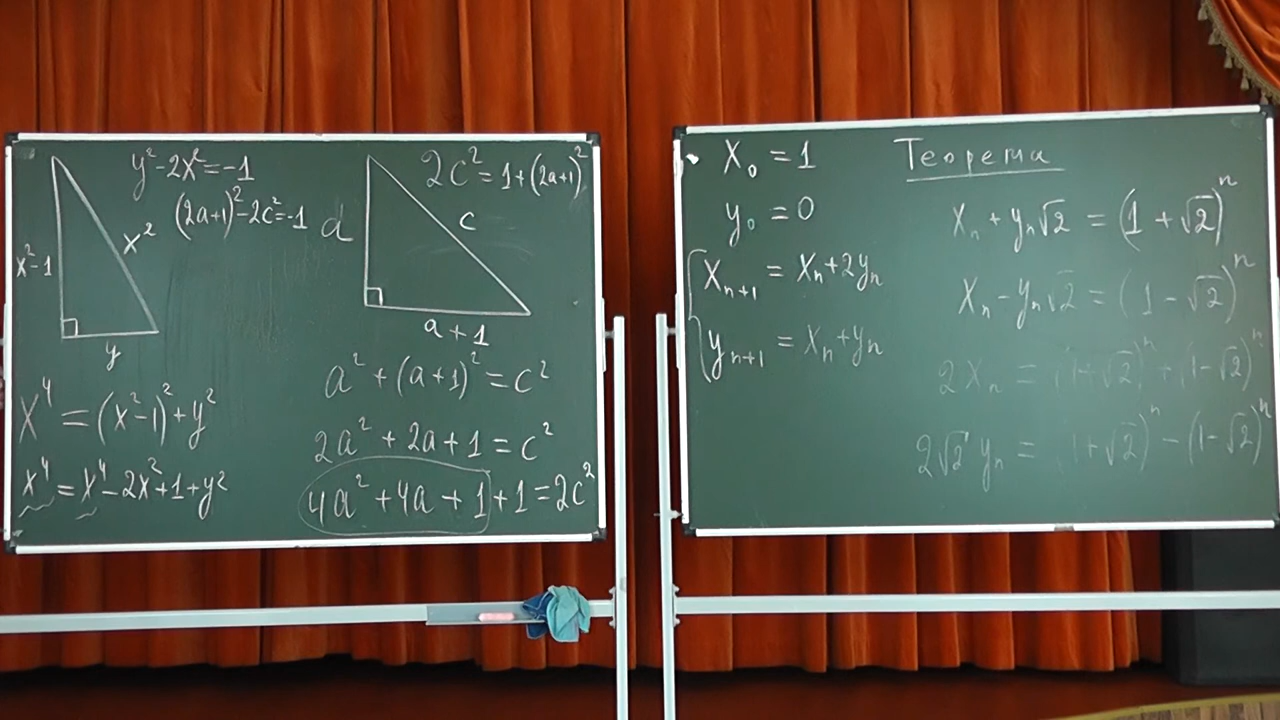 y² - 2x² = -1
(2a+1)² - 2c² = -1
x² - 1
x²
y
x⁴ = (x² - 1)² + y²
x⁴ = x⁴ - 2x² + 1 + y²
2c² = 1 + (2a+1)²
d
c
a + 1
a² + (a+1)² = c²
2a² + 2a + 1 = c²
4a² + 4a + 1 + 1 = 2c²
x₀ = 1
y₀ = 0
xₙ₊₁ = xₙ + 2yₙ
yₙ₊₁ = xₙ + yₙ
Теорема
xₙ + yₙ√2 = (1 + √2)ⁿ
xₙ - yₙ√2 = (1 - √2)ⁿ
2xₙ = (1+√2)ⁿ + (1-√2)ⁿ
2√2 yₙ = (1+√2)ⁿ - (1-√2)ⁿ